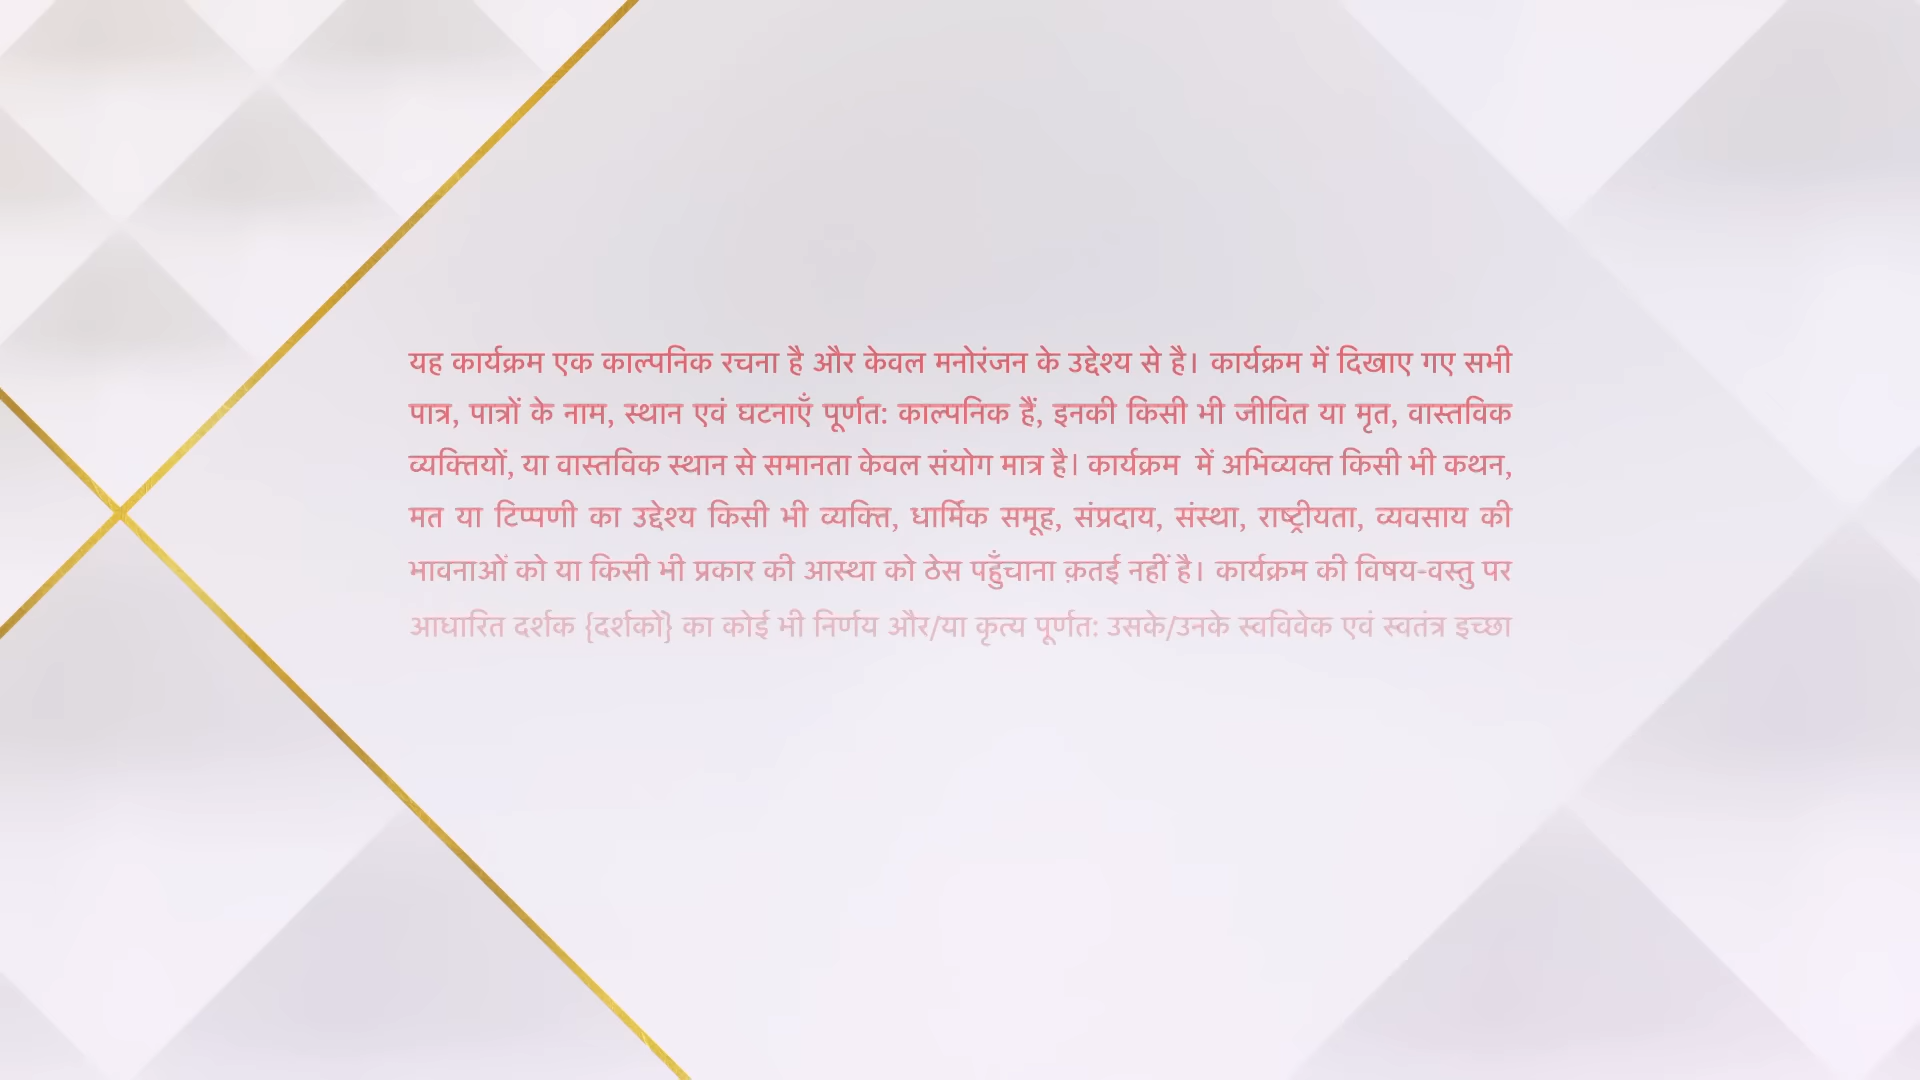 यह कार्यक्रम एक काल्पनिक रचना है और केवल मनोरंजन के उद्देश्य से है। कार्यक्रम में दिखाए गए सभी
पात्र, पात्रों के नाम, स्थान एवं घटनाएँ पूर्णत: काल्पनिक हैं, इनकी किसी भी जीवित या मृत, वास्तविक
व्यक्तियों, या वास्तविक स्थान से समानता केवल संयोग मात्र है। कार्यक्रम में अभिव्यक्त किसी भी कथन,
मत या टिप्पणी का उद्देश्य किसी भी व्यक्ति, धार्मिक समूह, संप्रदाय, संस्था, राष्ट्रीयता, व्यवसाय की
भावनाओं को या किसी भी प्रकार की आस्था को ठेस पहुँचाना क़तई नहीं है। कार्यक्रम की विषय-वस्तु पर
आधारित दर्शक {दर्शकों} का कोई भी निर्णय और/या कृत्य पूर्णत: उसके/उनके स्वविवेक एवं स्वतंत्र इच्छा